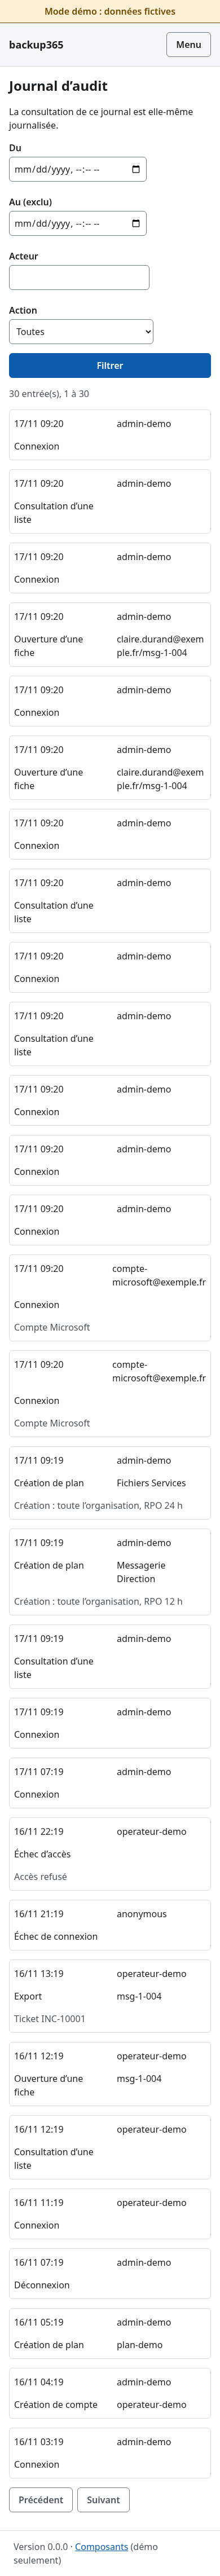 Mode démo : données fictives
backup365
Menu
Journal d’audit
La consultation de ce journal est elle-même
journalisée.
Du
mm/dd/yyyy, --:-- --
Au (exclu)
mm/dd/yyyy, --:-- --
Acteur
Action
Toutes
Filtrer
30 entrée(s), 1 à 30
17/11 09:20 admin-demo
Connexion
17/11 09:20 admin-demo
Consultation d’une
liste
17/11 09:20 admin-demo
Connexion
17/11 09:20 admin-demo
Ouverture d’une claire.durand@exem
fiche ple.fr/msg-1-004
17/11 09:20 admin-demo
Connexion
17/11 09:20 admin-demo
Ouverture d’une claire.durand@exem
fiche ple.fr/msg-1-004
17/11 09:20 admin-demo
Connexion
17/11 09:20 admin-demo
Consultation d’une
liste
17/11 09:20 admin-demo
Connexion
17/11 09:20 admin-demo
Consultation d’une
liste
17/11 09:20 admin-demo
Connexion
17/11 09:20 admin-demo
Connexion
17/11 09:20 admin-demo
Connexion
17/11 09:20 compte-
microsoft@exemple.fr
Connexion
Compte Microsoft
17/11 09:20 compte-
microsoft@exemple.fr
Connexion
Compte Microsoft
17/11 09:19 admin-demo
Création de plan Fichiers Services
Création : toute l’organisation, RPO 24 h
17/11 09:19 admin-demo
Création de plan Messagerie
Direction
Création : toute l’organisation, RPO 12 h
17/11 09:19 admin-demo
Consultation d’une
liste
17/11 09:19 admin-demo
Connexion
17/11 07:19 admin-demo
Connexion
16/11 22:19 operateur-demo
Échec d’accès
Accès refusé
16/11 21:19 anonymous
Échec de connexion
16/11 13:19 operateur-demo
Export msg-1-004
Ticket INC-10001
16/11 12:19 operateur-demo
Ouverture d’une msg-1-004
fiche
16/11 12:19 operateur-demo
Consultation d’une
liste
16/11 11:19 operateur-demo
Connexion
16/11 07:19 admin-demo
Déconnexion
16/11 05:19 admin-demo
Création de plan plan-demo
16/11 04:19 admin-demo
Création de compte operateur-demo
16/11 03:19 admin-demo
Connexion
Précédent Suivant
Version 0.0.0 · Composants (démo
seulement)